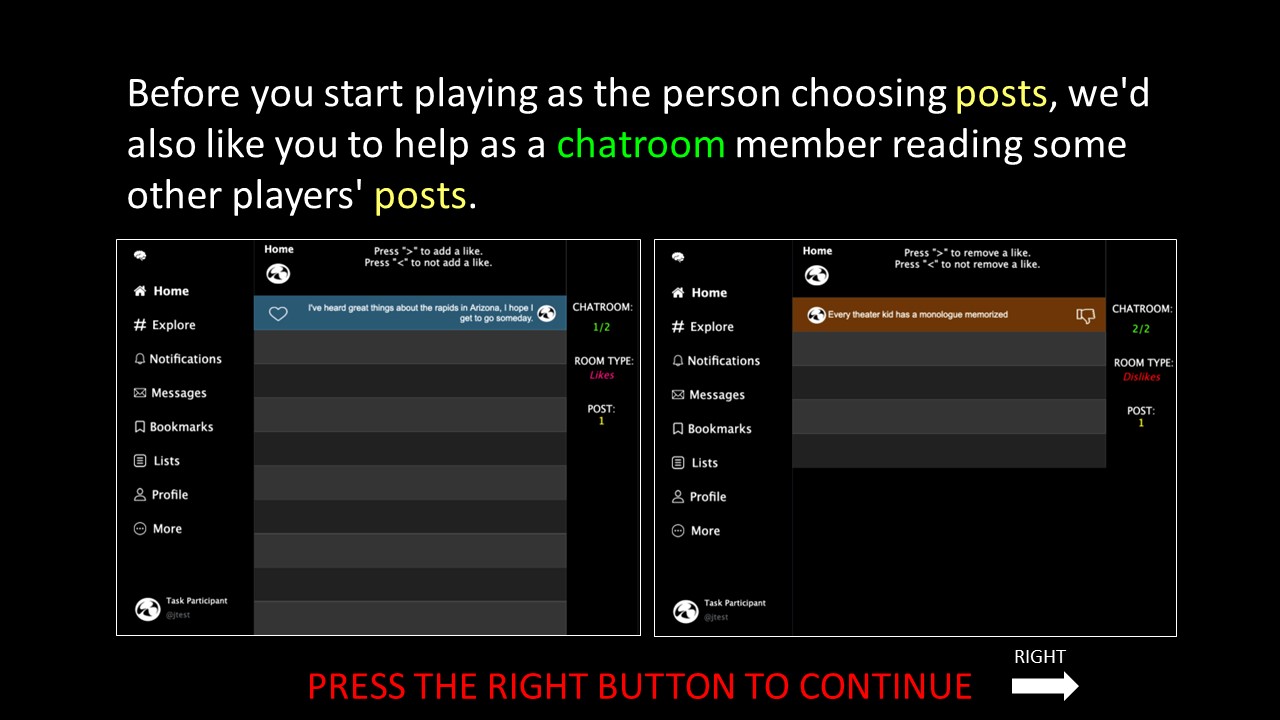 Before you start playing as the person choosing posts, we'd
also like you to help as a chatroom member reading some
other players' posts.
Home
Press ">" to add a like.
Press "<" to not add a like.
Home
Explore
Notifications
Messages
Bookmarks
Lists
Profile
More
Task Participant
@jtest
I've heard great things about the rapids in Arizona, I hope I
get to go someday.
CHATROOM:
1/2
ROOM TYPE:
Likes
POST:
1
Home
Press ">" to remove a like.
Press "<" to not remove a like.
Home
Explore
Notifications
Messages
Bookmarks
Lists
Profile
More
Task Participant
@jtest
Every theater kid has a monologue memorized
CHATROOM:
2/2
ROOM TYPE:
Dislikes
POST:
1
RIGHT
PRESS THE RIGHT BUTTON TO CONTINUE